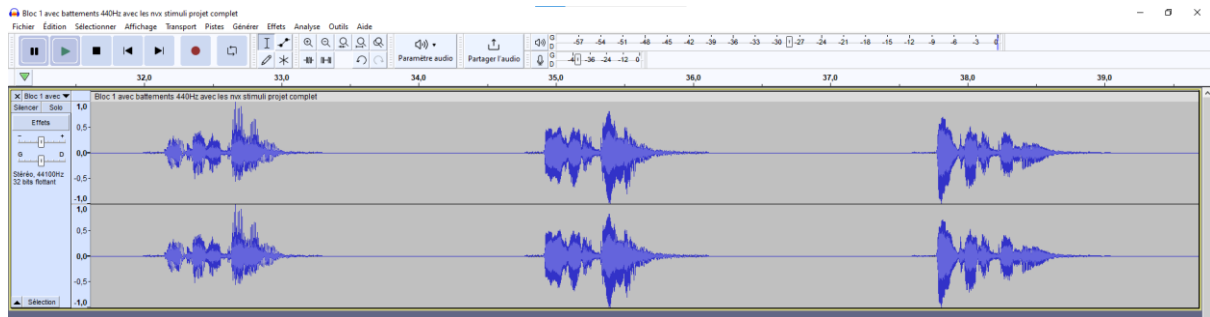 Bloc 1 avec battements 440Hz avec les nvx stimuli projet complet
Fichier Édition Sélectionner Affichage Transport Pistes Générer Effets Analyse Outils Aide
Paramètre audio Partager l'audio
G D -57 -54 -51 -48 -45 -42 -39 -36 -33 -30 -27 -24 -21 -18 -15 -12 -9 -6 -3 0
G D -36 -24 -12 0
32,0 33,0 34,0 35,0 36,0 37,0 38,0 39,0
Bloc 1 avec Bloc 1 avec battements 440Hz avec les nvx stimuli projet complet
Silencer Solo
Effets
- +
G D
Stéréo, 44100Hz
32 bits flottant
Sélection
1,0
0,5
0,0
-0,5
-1,0
1,0
0,5
0,0
-0,5
-1,0